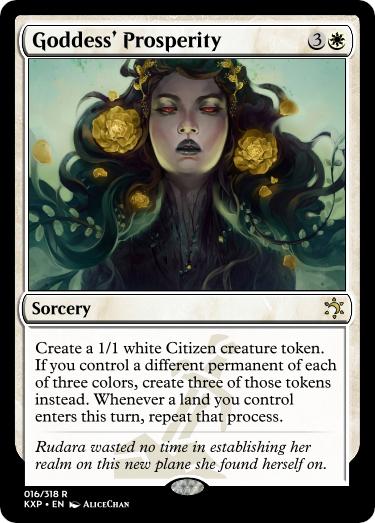 Goddess' Prosperity 3
Sorcery
Create a 1/1 white Citizen creature token.
If you control a different permanent of each
of three colors, create three of those tokens
instead. Whenever a land you control
enters this turn, repeat that process.
Rudara wasted no time in establishing her
realm on this new plane she found herself on.
016/318 R
KXP • EN AliceChan